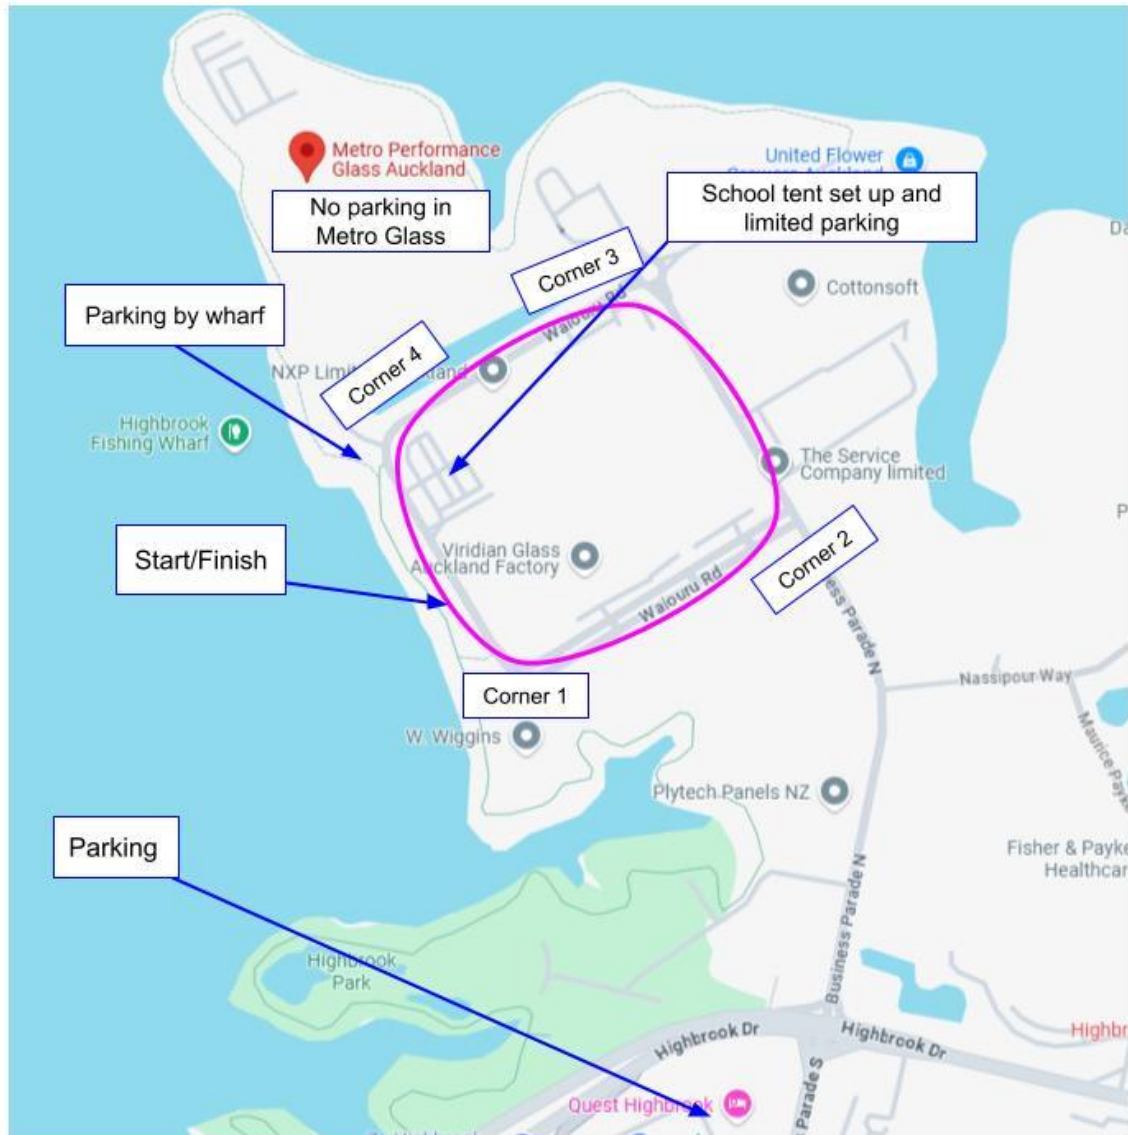 Metro Performance
Glass Auckland
No parking in
Metro Glass
United Flower
School tent set up and
limited parking
Corner 3
Cottonsoft
Parking by wharf
Waiouru Rd
Corner 4
NXP
Highbrook
Fishing Wharf
The Service
Company limited
Start/Finish
Viridian Glass
Auckland Factory
Corner 2
Waiouru Rd
Parade N
Nassipour Way
Corner 1
W. Wiggins
Maurice
Plytech Panels NZ
Parking
Fisher &
Business Parade N
Highbrook
Park
Highbrook Dr
Highbrook Dr
Quest Highbrook
Parade S